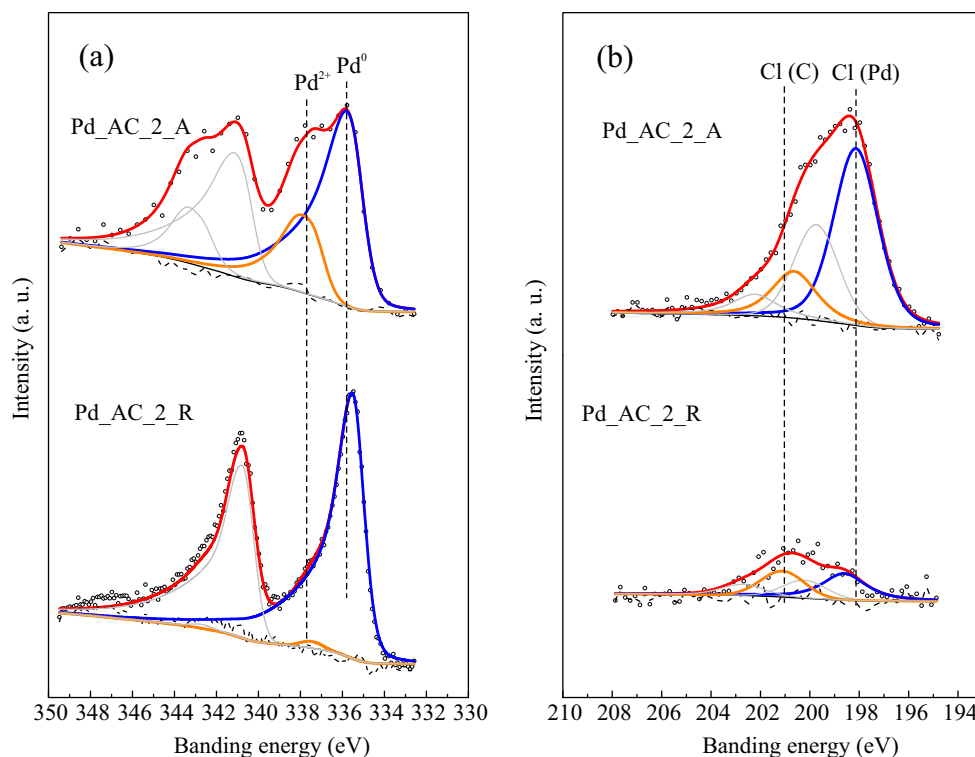 (a)
Pd²⁺
Pd⁰
Pd_AC_2_A
Pd_AC_2_R
Intensity (a. u.)
350 348 346 344 342 340 338 336 334 332 330
Banding energy (eV)
(b)
Cl (C)
Cl (Pd)
Pd_AC_2_A
Pd_AC_2_R
Intensity (a. u.)
210 208 206 204 202 200 198 196 194
Banding energy (eV)